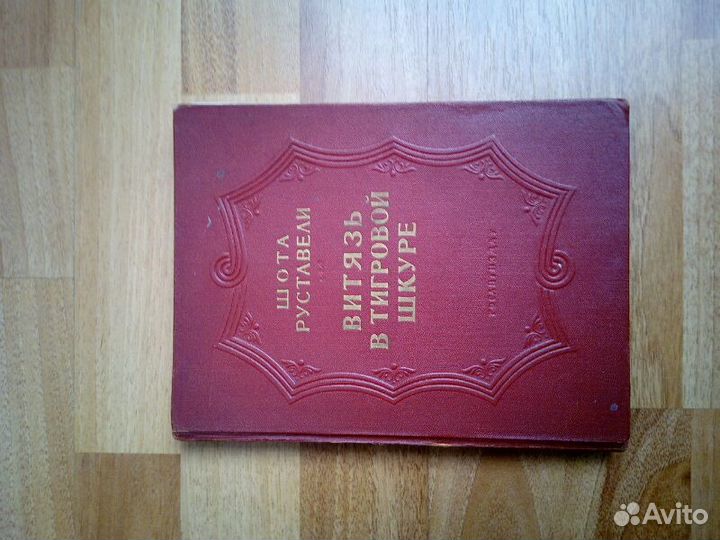 ШОТА
РУСТАВЕЛИ
ВИТЯЗЬ
В ТИГРОВОЙ
ШКУРЕ
Avito